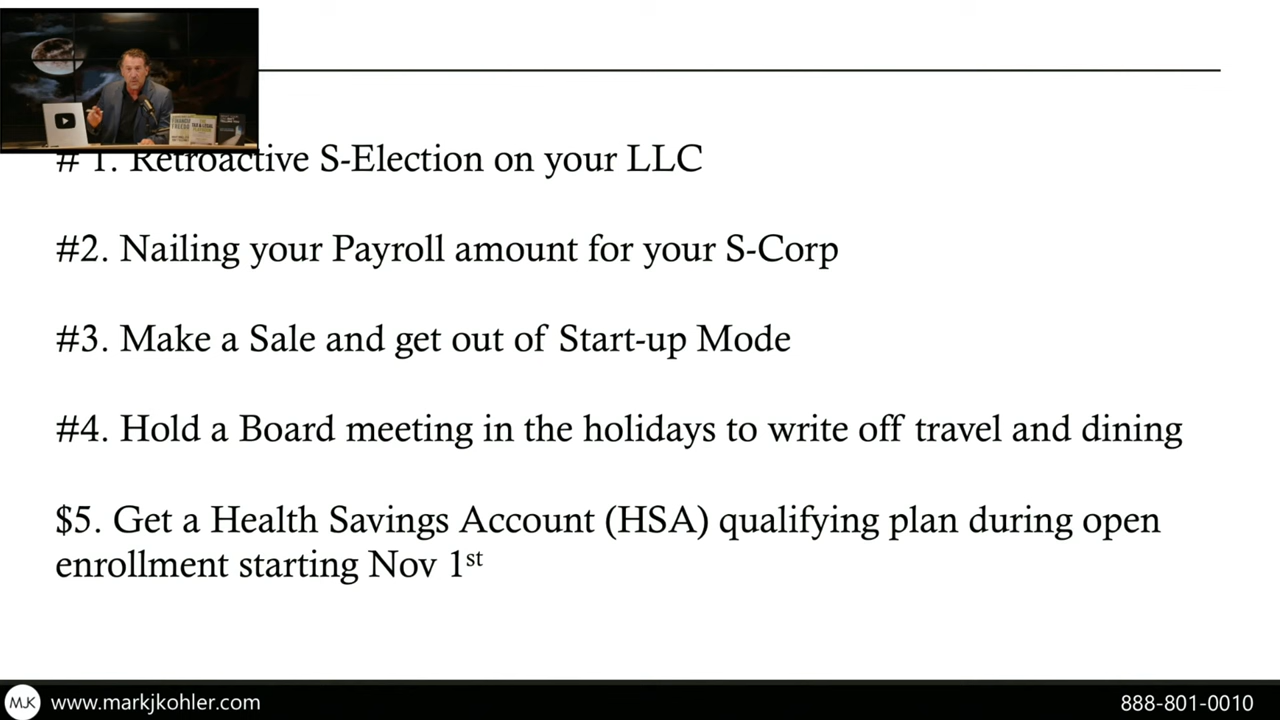 # 1. Retroactive S-Election on your LLC
#2. Nailing your Payroll amount for your S-Corp
#3. Make a Sale and get out of Start-up Mode
#4. Hold a Board meeting in the holidays to write off travel and dining
$5. Get a Health Savings Account (HSA) qualifying plan during open
enrollment starting Nov 1st
MJK www.markjkohler.com
888-801-0010